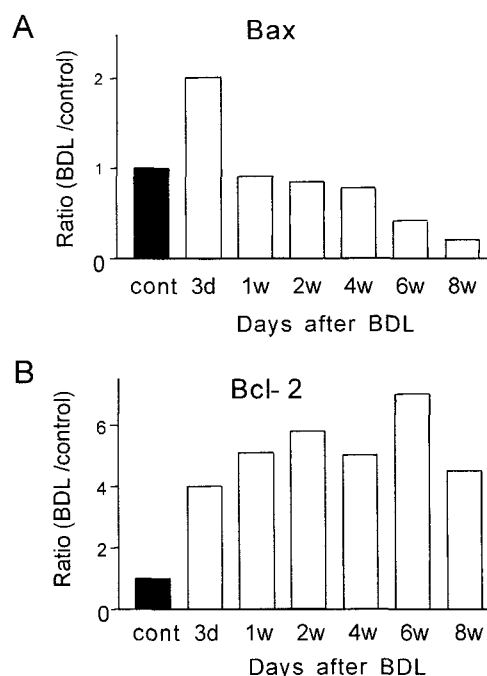 A
Bax
Ratio (BDL /control)
2
1
0
cont 3d 1w 2w 4w 6w 8w
Days after BDL
B
Bcl- 2
Ratio (BDL /control)
6
4
2
0
cont 3d 1w 2w 4w 6w 8w
Days after BDL